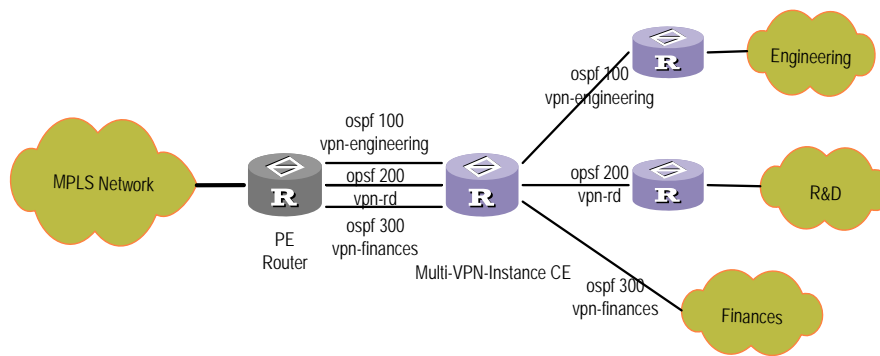 MPLS Network
R
PE
Router
ospf 100
vpn-engineering
opsf 200
vpn-rd
ospf 300
vpn-finances
R
Multi-VPN-Instance CE
ospf 100
vpn-engineering
R
Engineering
opsf 200
vpn-rd
R
R&D
ospf 300
vpn-finances
Finances